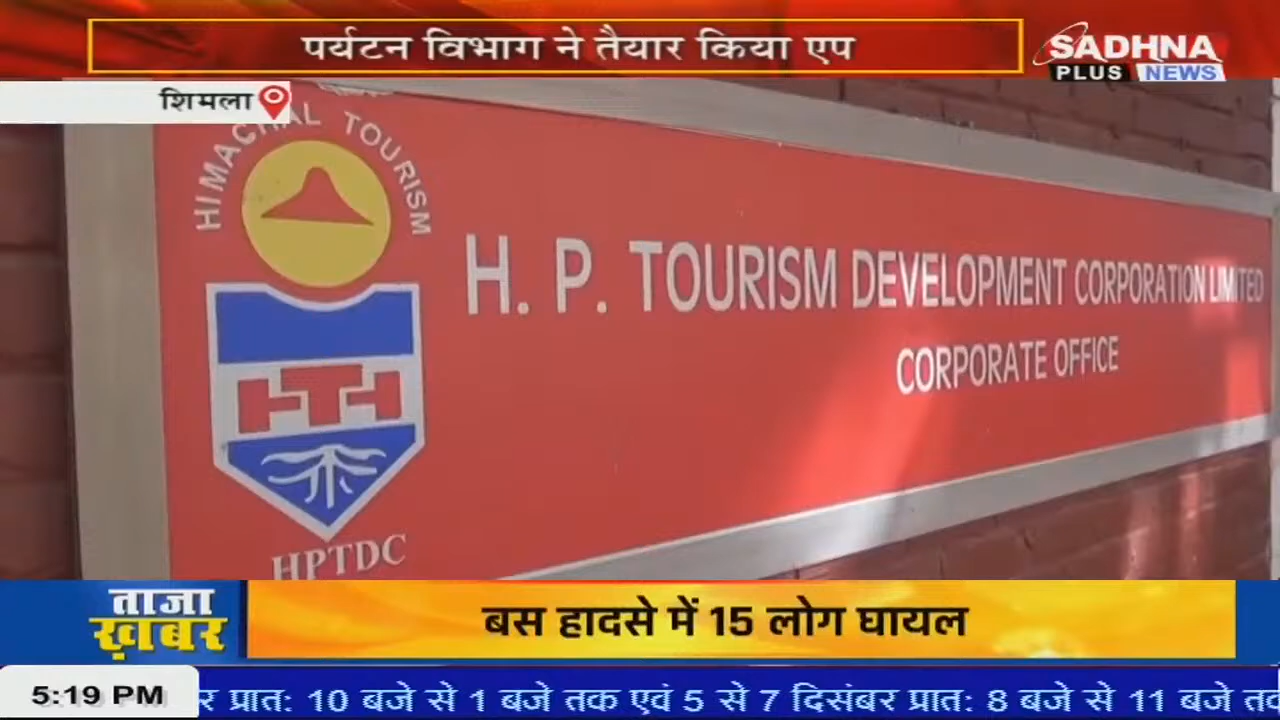 पर्यटन विभाग ने तैयार किया एप
SADHNA
PLUS NEWS
शिमला
HIMACHAL TOURISM
H. P. TOURISM DEVELOPMENT CORPORATION LIMITED
CORPORATE OFFICE
HPTDC
ताजा
ख़बर
बस हादसे में 15 लोग घायल
5:19 PM
र प्रात: 10 बजे से 1 बजे तक एवं 5 से 7 दिसंबर प्रात: 8 बजे से 11 बजे तक